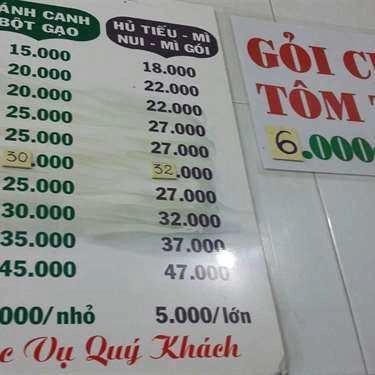 ÁNH CANH
BỘT GẠO
HỦ TIẾU - MÌ
NUI - MÌ GÓI
15.000 18.000
20.000 22.000
20.000 22.000
25.000 27.000
25.000 27.000
30.000 32.000
25.000 27.000
30.000 32.000
35.000 37.000
45.000 47.000
000/nhỏ 5.000/lớn
c Vụ Quý Khách
GỎI C
TÔM T
6.000